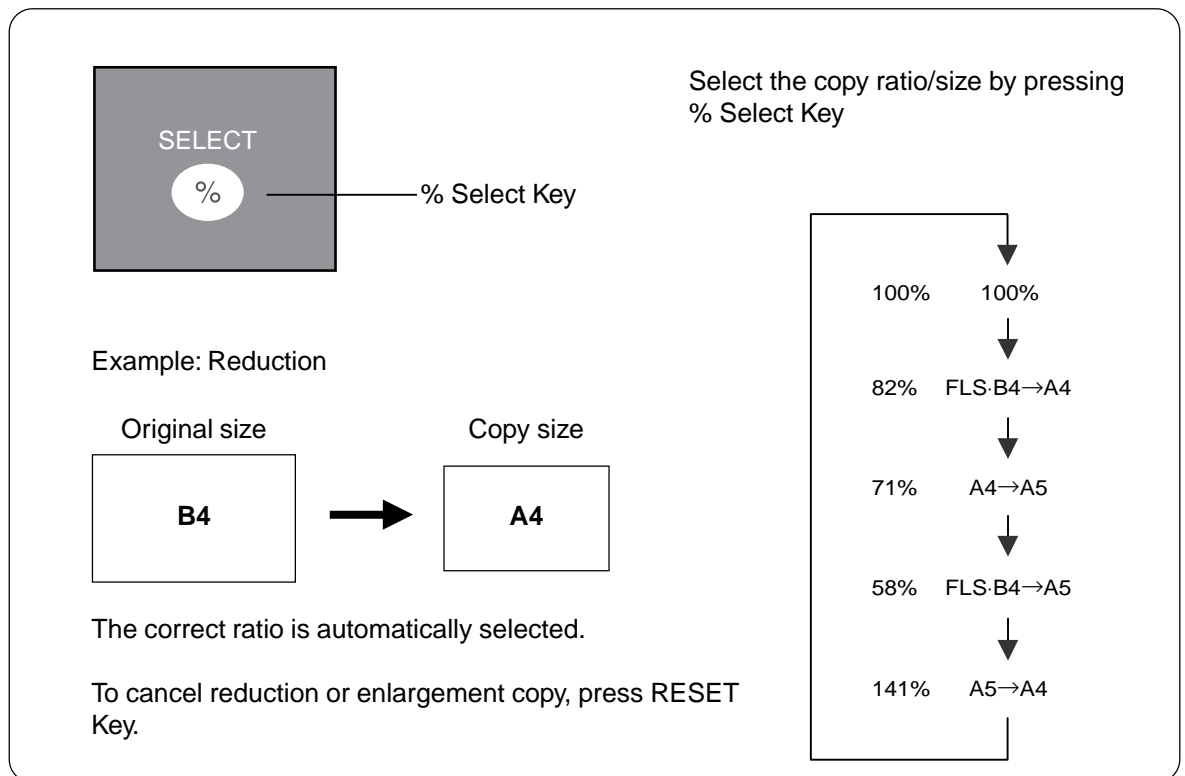 SELECT
%
% Select Key
Example: Reduction
Original size
Copy size
B4
A4
The correct ratio is automatically selected.
To cancel reduction or enlargement copy, press RESET
Key.
Select the copy ratio/size by pressing
% Select Key
100% 100%
82% FLS·B4→A4
71% A4→A5
58% FLS·B4→A5
141% A5→A4